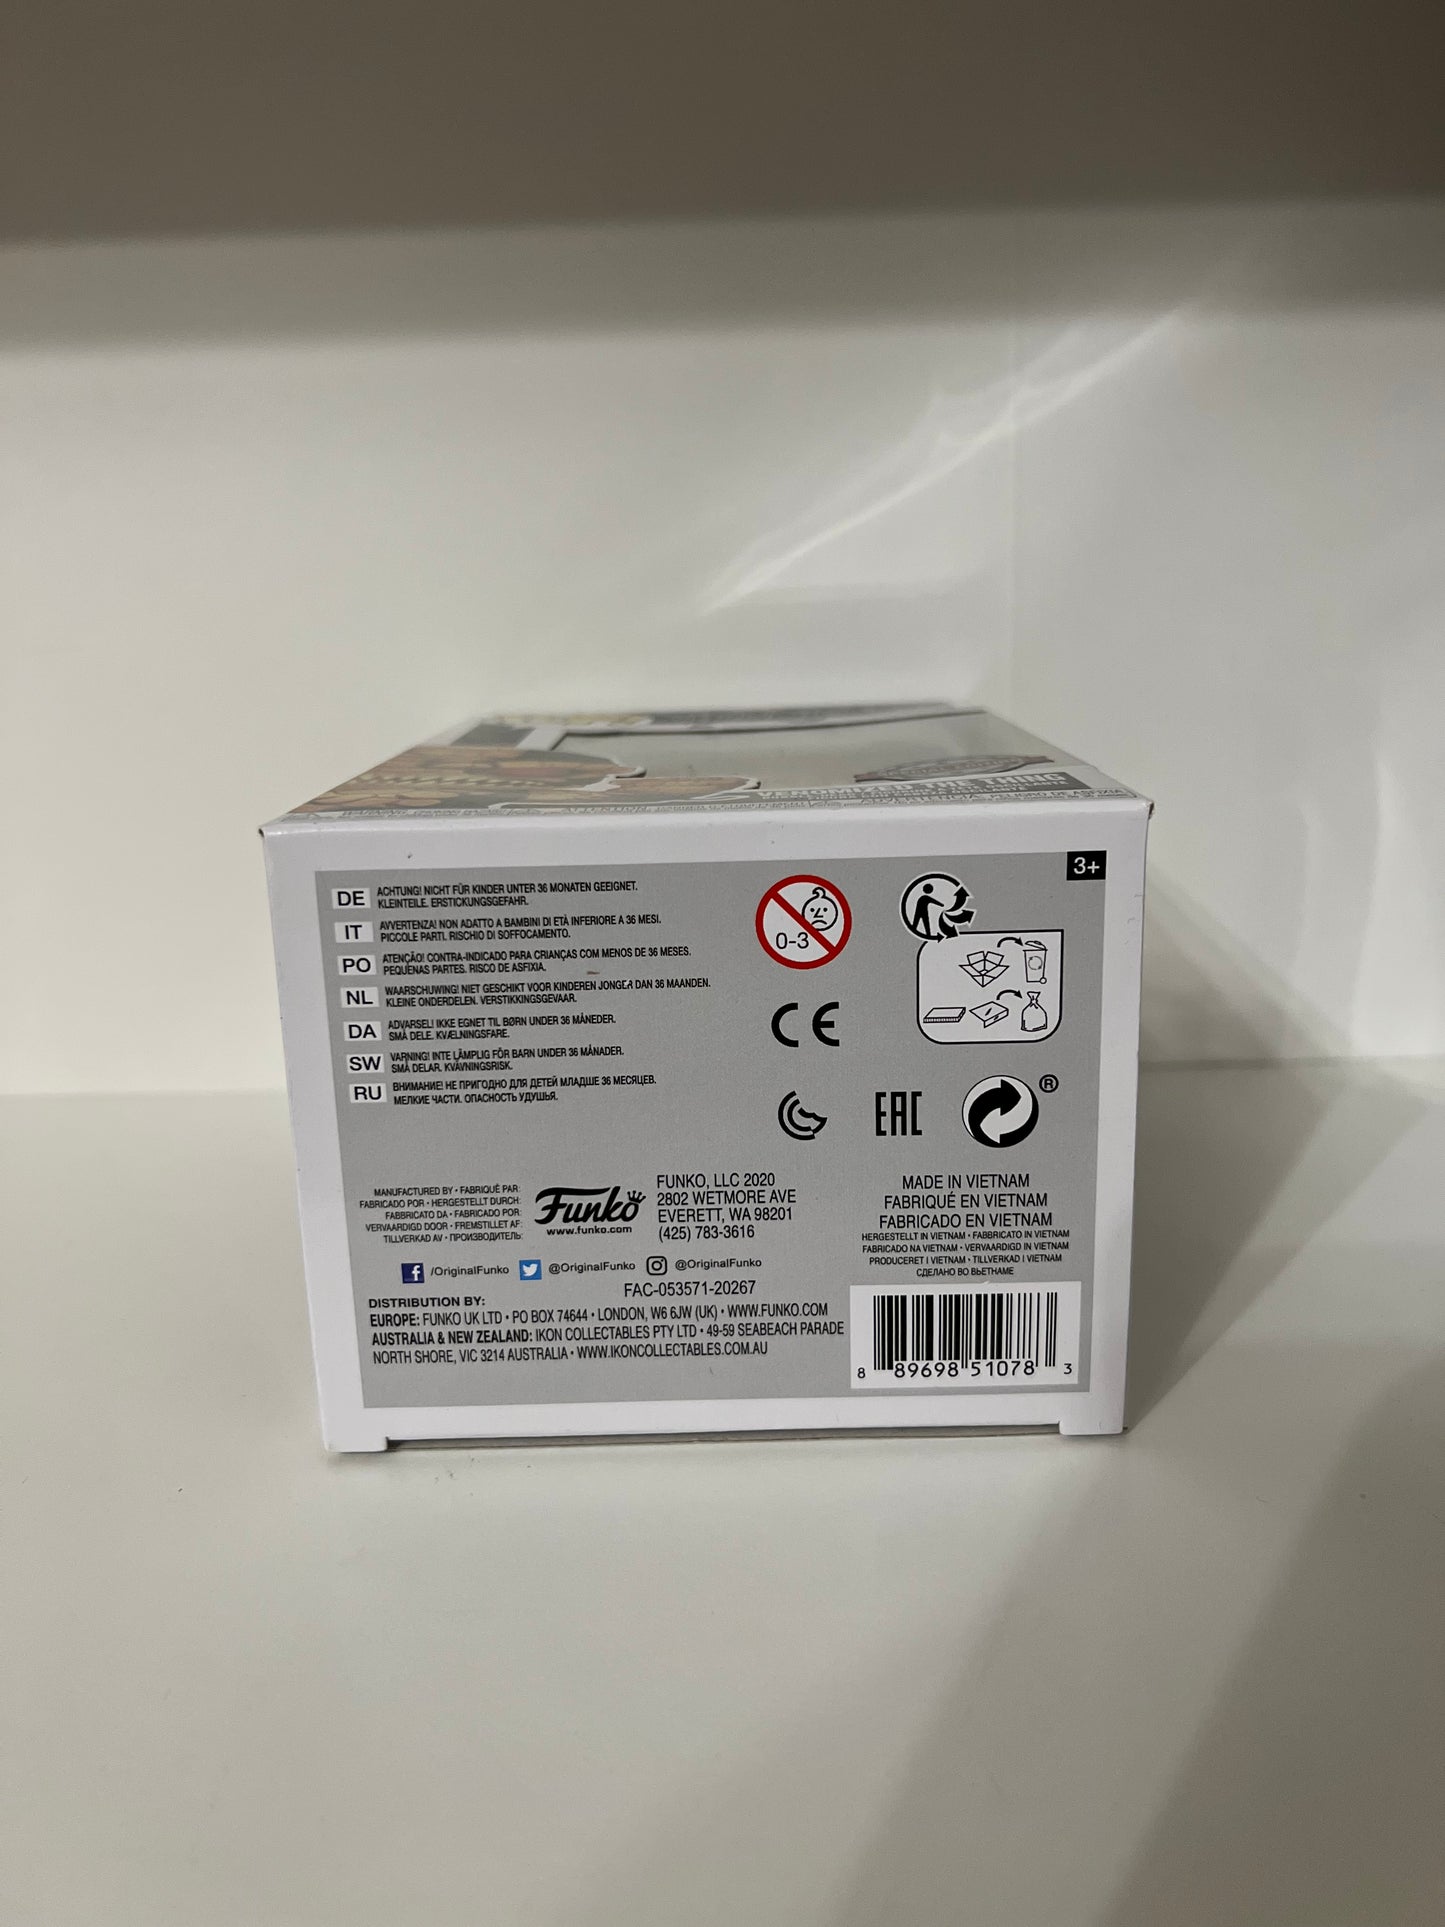 VENOMIZED THE THING
3+
DE ACHTUNG! NICHT FÜR KINDER UNTER 36 MONATEN GEEIGNET.
KLEINTEILE. ERSTICKUNGSGEFAHR.
IT AVVERTENZA! NON ADATTO A BAMBINI DI ETÀ INFERIORE A 36 MESI.
PICCOLE PARTI. RISCHIO DI SOFFOCAMENTO.
PO ATENÇÃO! CONTRA-INDICADO PARA CRIANÇAS COM MENOS DE 36 MESES.
PEQUENAS PARTES. RISCO DE ASFIXIA.
NL WAARSCHUWING! NIET GESCHIKT VOOR KINDEREN JONGER DAN 36 MAANDEN.
KLEINE ONDERDELEN. VERSTIKKINGSGEVAAR.
DA ADVARSEL! IKKE EGNET TIL BØRN UNDER 36 MÅNEDER.
SMÅ DELE. KVÆLNINGSFARE.
SW VARNING! INTE LÄMPLIG FÖR BARN UNDER 36 MÅNADER.
SMÅ DELAR. KVÄVNINGSRISK.
RU ВНИМАНИЕ! НЕ ПРИГОДНО ДЛЯ ДЕТЕЙ МЛАДШЕ 36 МЕСЯЦЕВ.
МЕЛКИЕ ЧАСТИ. ОПАСНОСТЬ УДУШЬЯ.
0-3
CE
EAC
®
MANUFACTURED BY • FABRIQUÉ PAR:
FABRICADO POR • HERGESTELLT DURCH:
FABBRICATO DA • FABRICADO POR:
VERVAARDIGD DOOR • FREMSTILLET AF:
TILLVERKAD AV • ПРОИЗВОДИТЕЛЬ:
Funko
www.funko.com
FUNKO, LLC 2020
2802 WETMORE AVE
EVERETT, WA 98201
(425) 783-3616
MADE IN VIETNAM
FABRIQUÉ EN VIETNAM
FABRICADO EN VIETNAM
HERGESTELLT IN VIETNAM • FABBRICATO IN VIETNAM
FABRICADO NA VIETNAM • VERVAARDIGD IN VIETNAM
PRODUCERET I VIETNAM • TILLVERKAD I VIETNAM
СДЕЛАНО ВО ВЬЕТНАМЕ
f /OriginalFunko @OriginalFunko @OriginalFunko
FAC-053571-20267
DISTRIBUTION BY:
EUROPE: FUNKO UK LTD • PO BOX 74644 • LONDON, W6 6JW (UK) • WWW.FUNKO.COM
AUSTRALIA & NEW ZEALAND: IKON COLLECTABLES PTY LTD • 49-59 SEABEACH PARADE
NORTH SHORE, VIC 3214 AUSTRALIA • WWW.IKONCOLLECTABLES.COM.AU
8 89698 51078 3